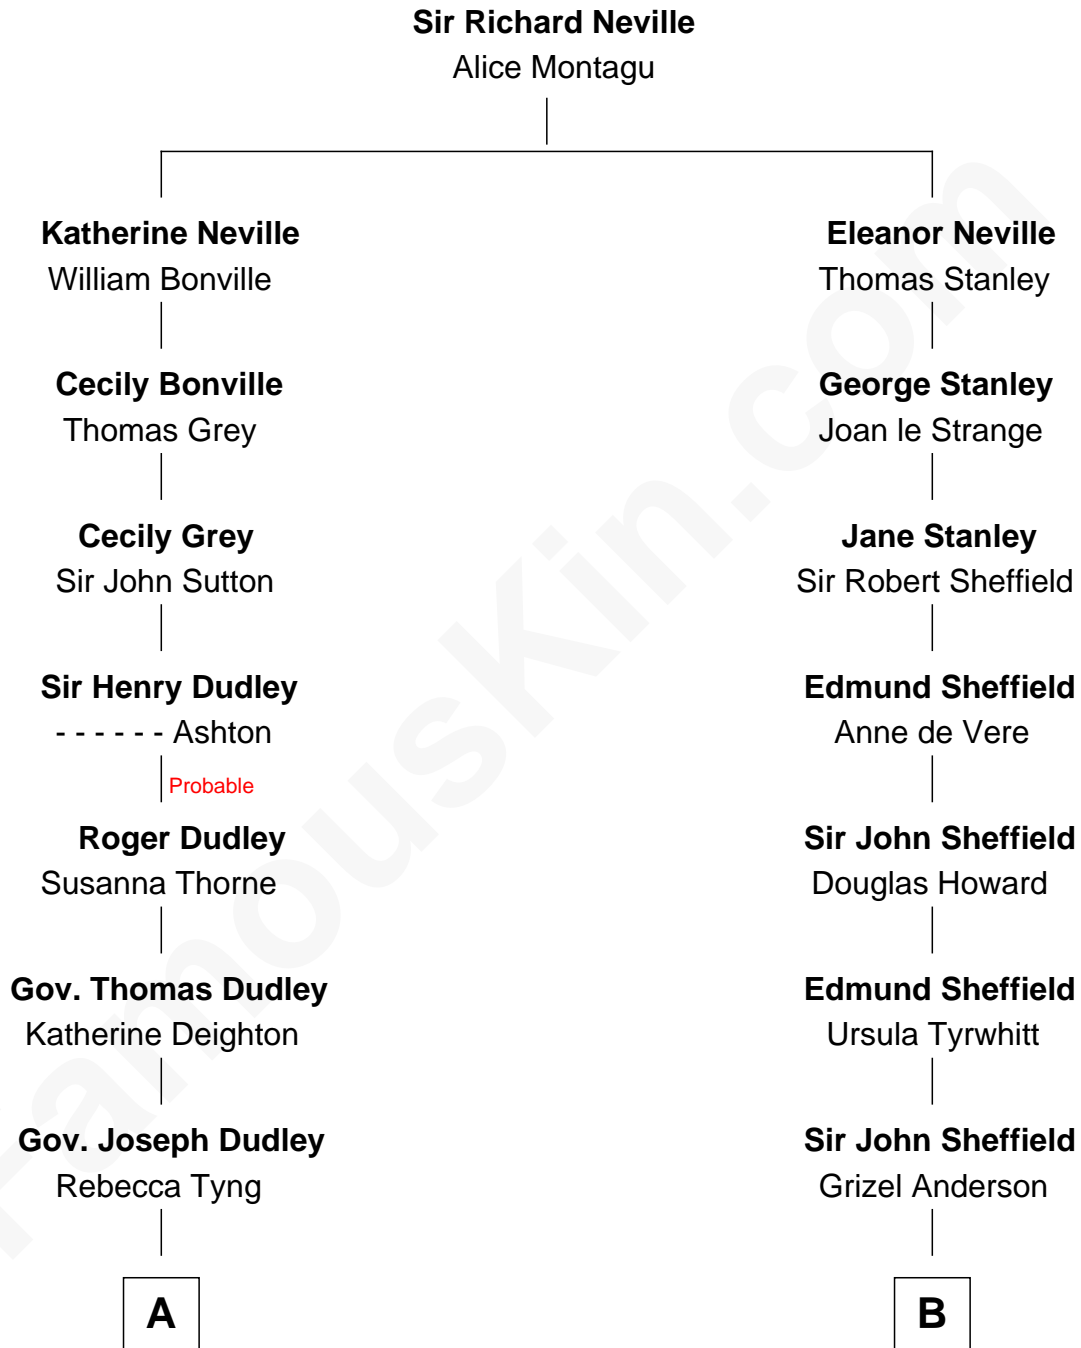 Sir Richard Neville
Alice Montagu
Katherine Neville
William Bonville
Eleanor Neville
Thomas Stanley
Cecily Bonville
Thomas Grey
George Stanley
Joan le Strange
Cecily Grey
Sir John Sutton
Jane Stanley
Sir Robert Sheffield
Sir Henry Dudley
- - - - - - Ashton
Edmund Sheffield
Anne de Vere
Probable
Roger Dudley
Susanna Thorne
Sir John Sheffield
Douglas Howard
Gov. Thomas Dudley
Katherine Deighton
Edmund Sheffield
Ursula Tyrwhitt
Gov. Joseph Dudley
Rebecca Tyng
Sir John Sheffield
Grizel Anderson
A
B
FamousKin.com